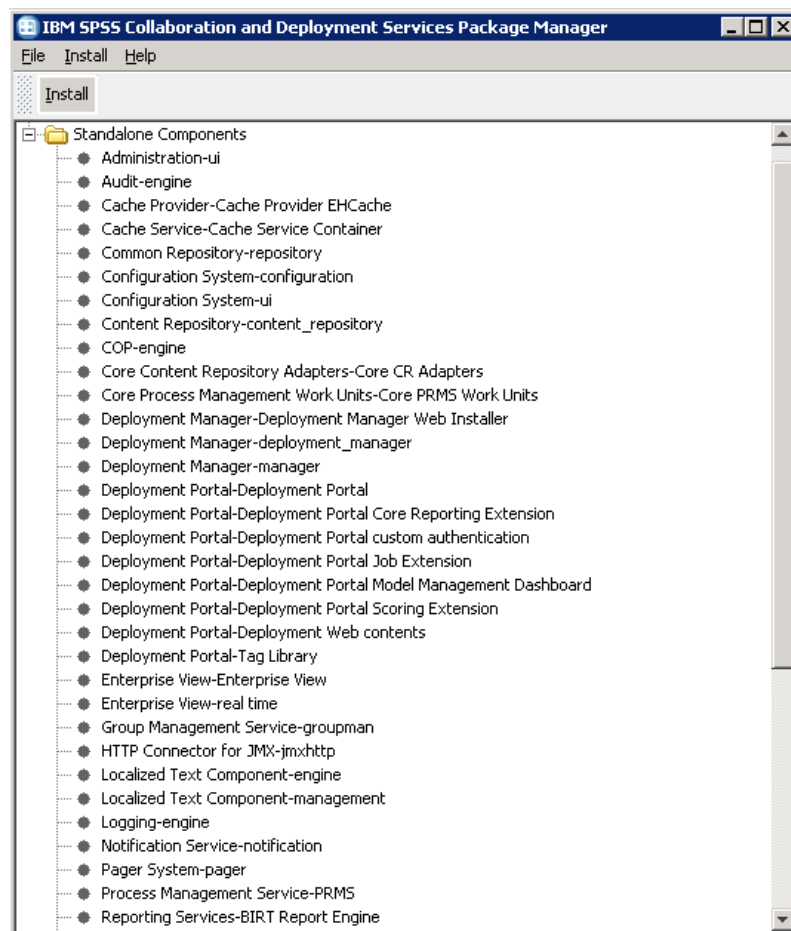 IBM SPSS Collaboration and Deployment Services Package Manager
File Install Help
Install
Standalone Components
Administration-ui
Audit-engine
Cache Provider-Cache Provider EHCache
Cache Service-Cache Service Container
Common Repository-repository
Configuration System-configuration
Configuration System-ui
Content Repository-content_repository
COP-engine
Core Content Repository Adapters-Core CR Adapters
Core Process Management Work Units-Core PRMS Work Units
Deployment Manager-Deployment Manager Web Installer
Deployment Manager-deployment_manager
Deployment Manager-manager
Deployment Portal-Deployment Portal
Deployment Portal-Deployment Portal Core Reporting Extension
Deployment Portal-Deployment Portal custom authentication
Deployment Portal-Deployment Portal Job Extension
Deployment Portal-Deployment Portal Model Management Dashboard
Deployment Portal-Deployment Portal Scoring Extension
Deployment Portal-Deployment Web contents
Deployment Portal-Tag Library
Enterprise View-Enterprise View
Enterprise View-real time
Group Management Service-groupman
HTTP Connector for JMX-jmxhttp
Localized Text Component-engine
Localized Text Component-management
Logging-engine
Notification Service-notification
Pager System-pager
Process Management Service-PRMS
Reporting Services-BIRT Report Engine